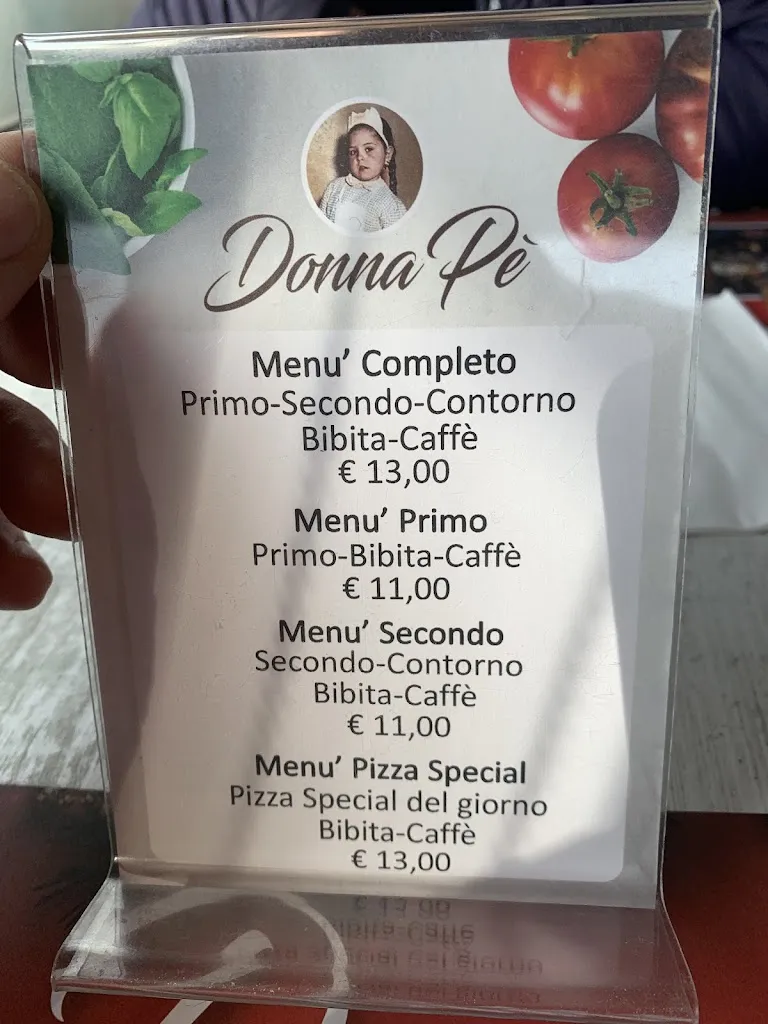 Donna Pè
Menu' Completo
Primo-Secondo-Contorno
Bibita-Caffè
€ 13,00
Menu' Primo
Primo-Bibita-Caffè
€ 11,00
Menu' Secondo
Secondo-Contorno
Bibita-Caffè
€ 11,00
Menu' Pizza Special
Pizza Special del giorno
Bibita-Caffè
€ 13,00